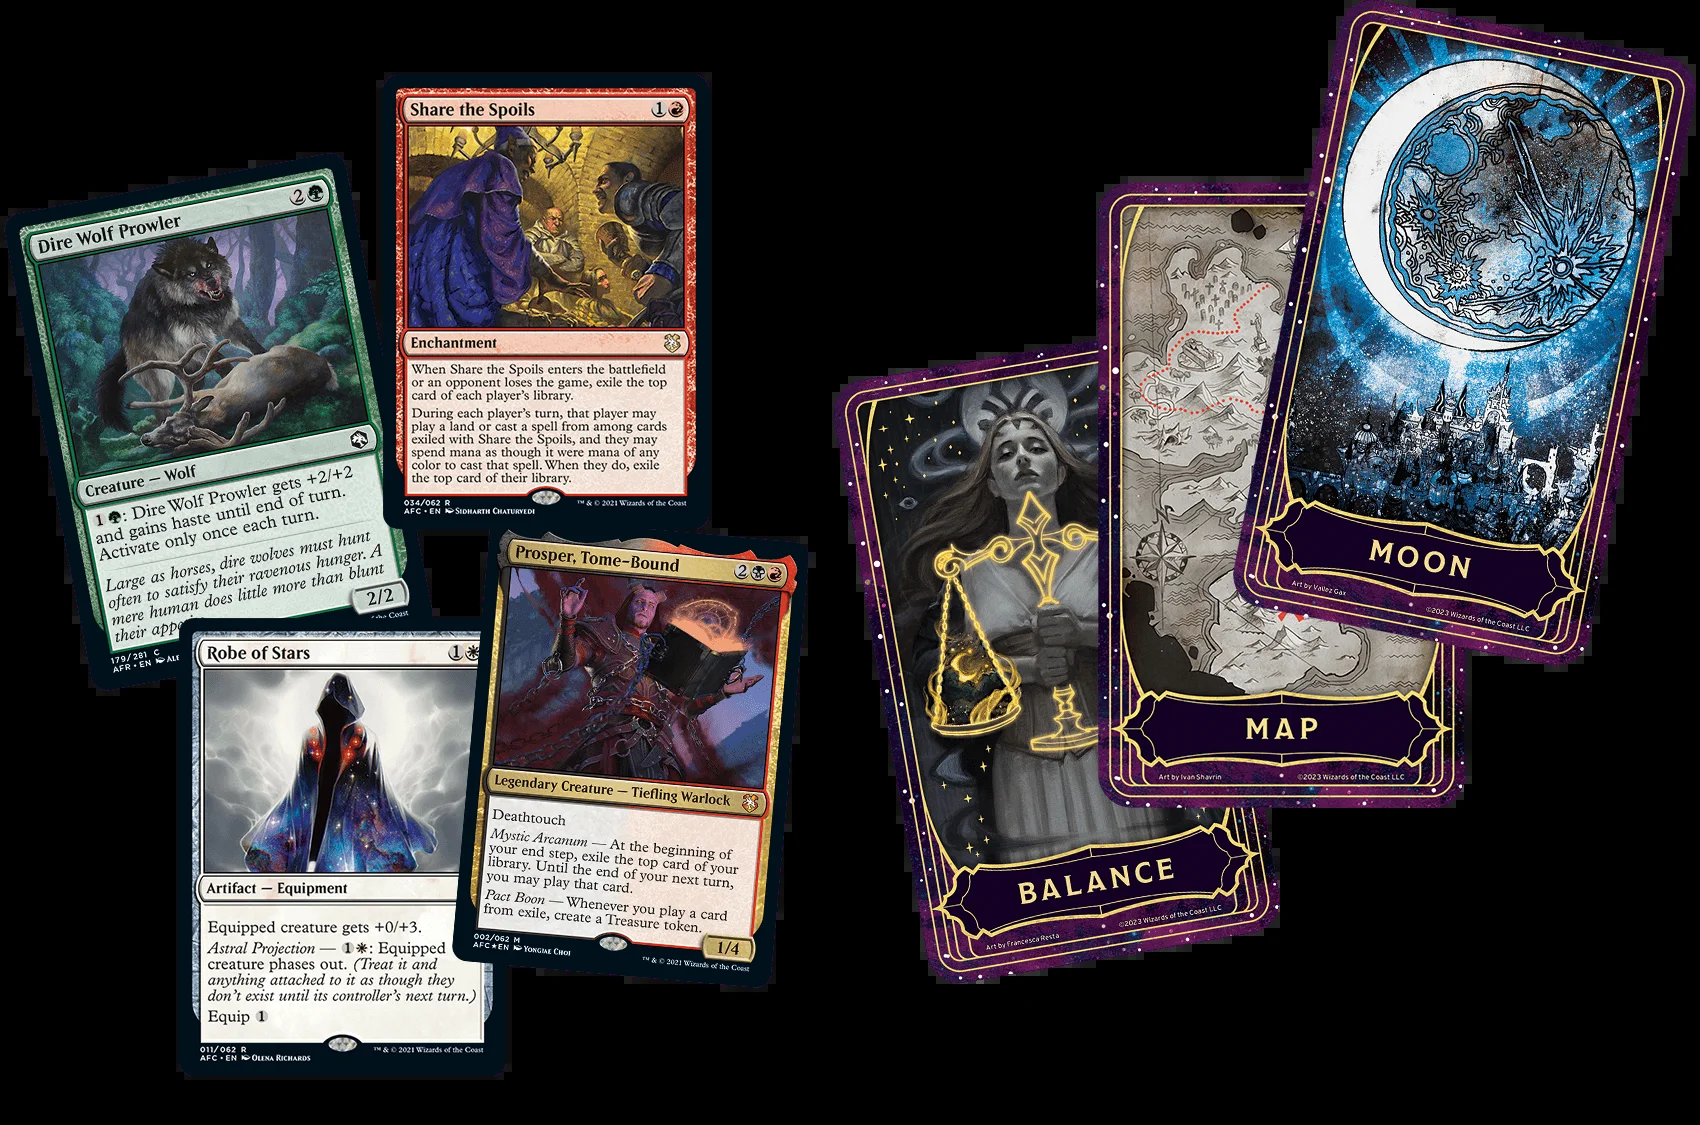 Dire Wolf Prowler 2
Creature — Wolf
1 : Dire Wolf Prowler gets +2/+2
and gains haste until end of turn.
Activate only once each turn.
Large as horses, dire wolves must hunt
often to satisfy their ravenous hunger. A
mere human does little more than blunt
their
2/2
179/281 C
AFR • EN
the Coast
Share the Spoils 1
Enchantment
When Share the Spoils enters the battlefield
or an opponent loses the game, exile the top
card of each player's library.
During each player's turn, that player may
play a land or cast a spell from among cards
exiled with Share the Spoils, and they may
spend mana as though it were mana of any
color to cast that spell. When they do, exile
the top card of their library.
034/062 R
AFC • EN SIDHARTH CHATURVEDI
™ & © 2021 Wizards of the Coast
Robe of Stars 1
Artifact — Equipment
Equipped creature gets +0/+3.
Astral Projection — 1 : Equipped
creature phases out. (Treat it and
anything attached to it as though they
don't exist until its controller's next turn.)
Equip 1
011/062 R
AFC • EN OLENA RICHARDS
™ & © 2021 Wizards of the Coast
Prosper, Tome-Bound 2
Legendary Creature — Tiefling Warlock
Deathtouch
Mystic Arcanum — At the beginning of
your end step, exile the top card of your
library. Until the end of your next turn,
you may play that card.
Pact Boon — Whenever you play a card
from exile, create a Treasure token.
1/4
002/062 M
AFC ★ EN YONGJAE CHOI
™ & © 2021 Wizards of the Coast
BALANCE
Art by Francesca Resta
©2023 Wizards of the Coast LLC
MAP
Art by Ivan Shavrin
©2023 Wizards of the Coast LLC
MOON
Art by Vallez Gax
©2023 Wizards of the Coast LLC